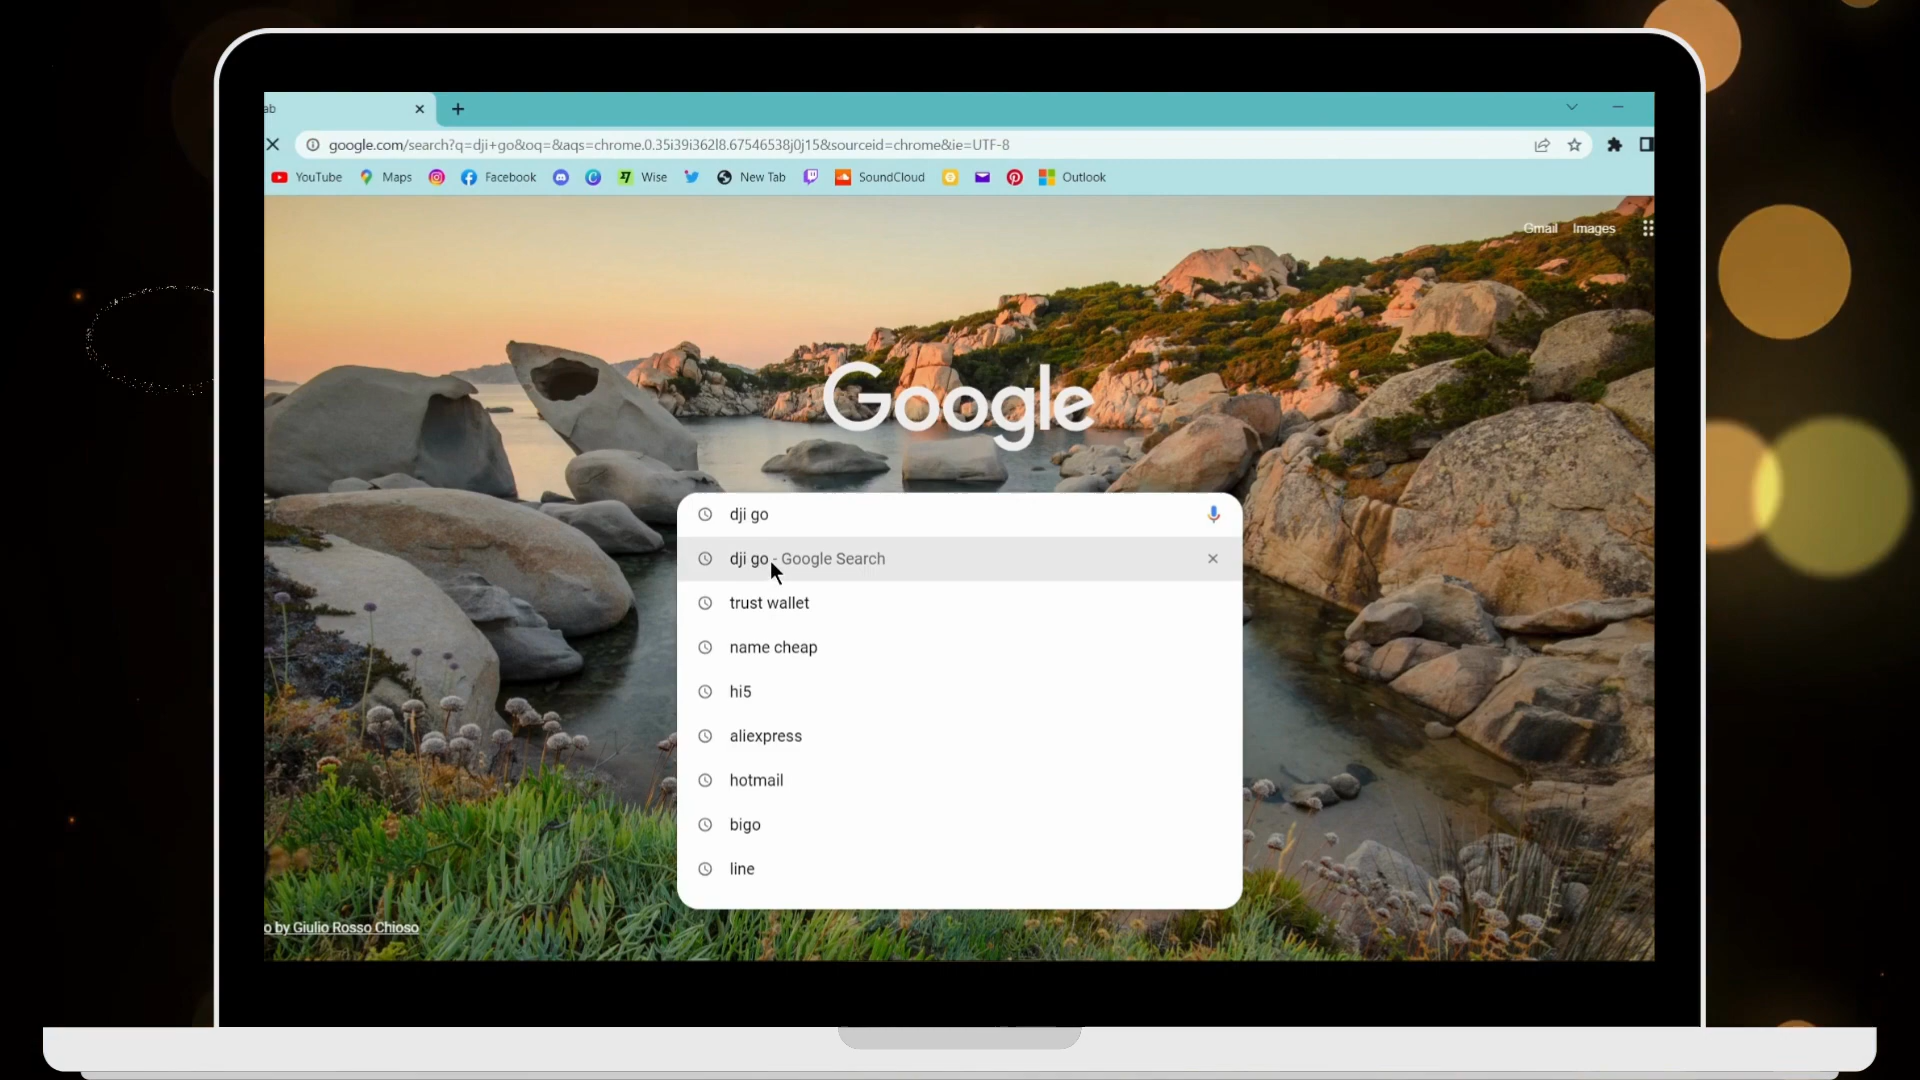 ab
google.com/search?q=dji+go&oq=&aqs=chrome.0.35i39i362l8.67546538j0j15&sourceid=chrome&ie=UTF-8
YouTube Maps Facebook Wise New Tab SoundCloud Outlook
Gmail Images
Google
dji go
dji go - Google Search
trust wallet
name cheap
hi5
aliexpress
hotmail
bigo
line
o by Giulio Rosso Chioso